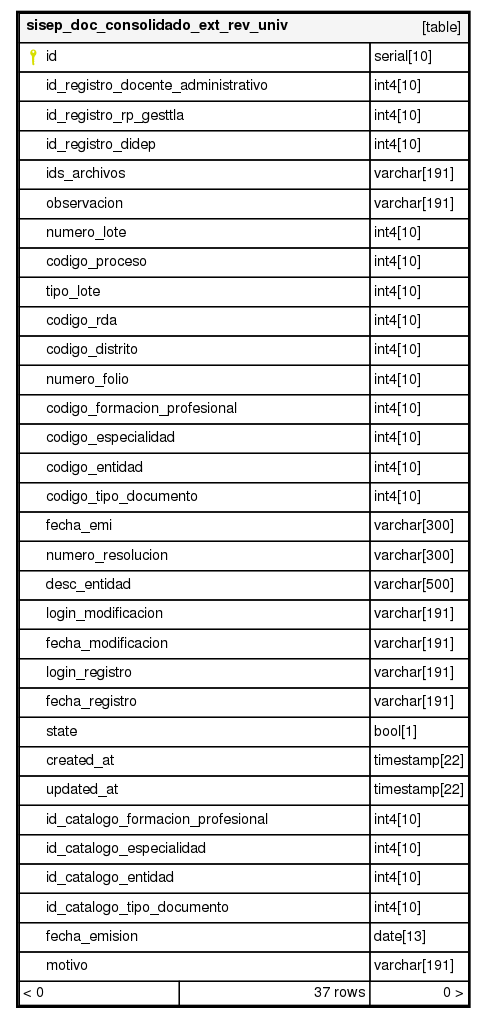 sisep_doc_consolidado_ext_rev_univ [table]
id serial[10]
id_registro_docente_administrativo int4[10]
id_registro_rp_gesttla int4[10]
id_registro_didep int4[10]
ids_archivos varchar[191]
observacion varchar[191]
numero_lote int4[10]
codigo_proceso int4[10]
tipo_lote int4[10]
codigo_rda int4[10]
codigo_distrito int4[10]
numero_folio int4[10]
codigo_formacion_profesional int4[10]
codigo_especialidad int4[10]
codigo_entidad int4[10]
codigo_tipo_documento int4[10]
fecha_emi varchar[300]
numero_resolucion varchar[300]
desc_entidad varchar[500]
login_modificacion varchar[191]
fecha_modificacion varchar[191]
login_registro varchar[191]
fecha_registro varchar[191]
state bool[1]
created_at timestamp[22]
updated_at timestamp[22]
id_catalogo_formacion_profesional int4[10]
id_catalogo_especialidad int4[10]
id_catalogo_entidad int4[10]
id_catalogo_tipo_documento int4[10]
fecha_emision date[13]
motivo varchar[191]
< 0 37 rows 0 >